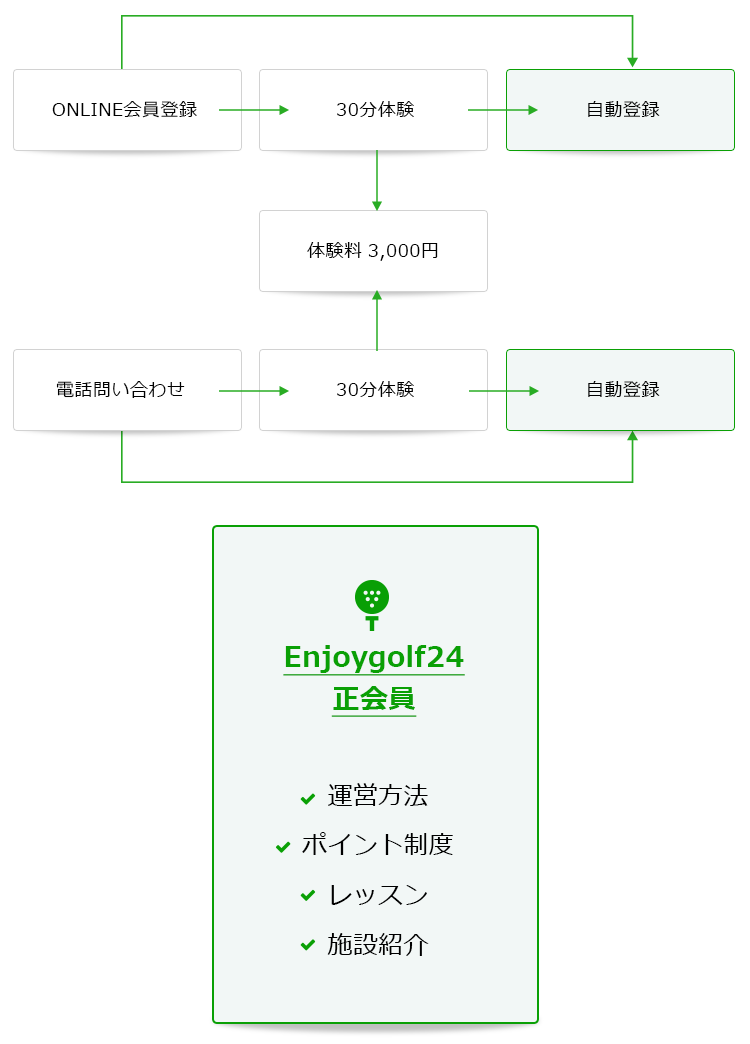 ONLINE会員登録
30分体験
自動登録
体験料 3,000円
電話問い合わせ
30分体験
自動登録
Enjoygolf24
正会員
運営方法
ポイント制度
レッスン
施設紹介